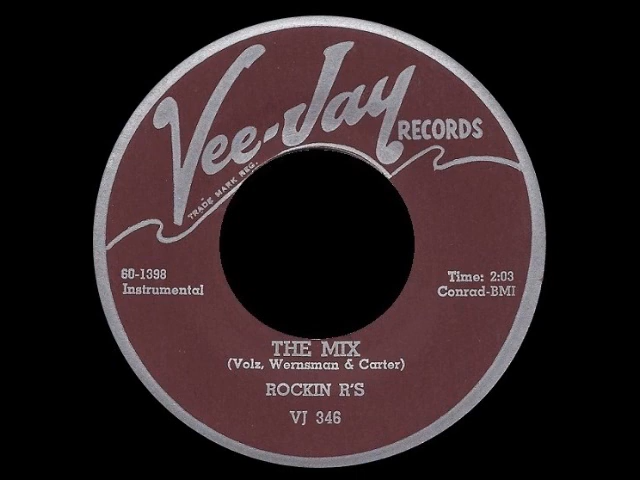 Vee-Jay
RECORDS
TRADE MARK REG.
60-1398
Instrumental
Time: 2:03
Conrad-BMI
THE MIX
(Volz, Wernsman & Carter)
ROCKIN R'S
VJ 346